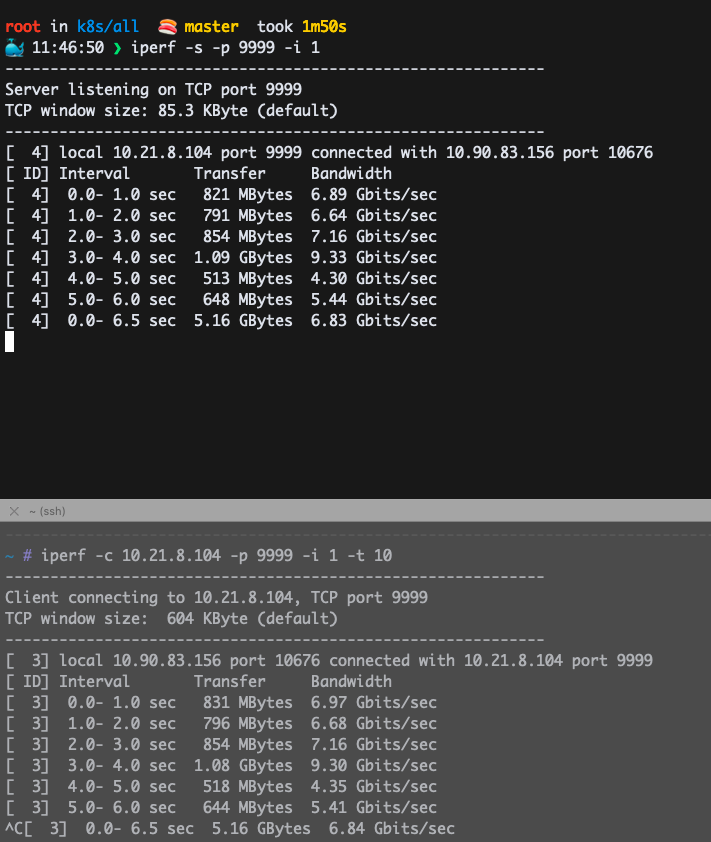 root in k8s/all 🍣 master took 1m50s
🐳 11:46:50 ❯ iperf -s -p 9999 -i 1
------------------------------------------------------------
Server listening on TCP port 9999
TCP window size: 85.3 KByte (default)
------------------------------------------------------------
[  4] local 10.21.8.104 port 9999 connected with 10.90.83.156 port 10676
[ ID] Interval       Transfer     Bandwidth
[  4]  0.0- 1.0 sec   821 MBytes  6.89 Gbits/sec
[  4]  1.0- 2.0 sec   791 MBytes  6.64 Gbits/sec
[  4]  2.0- 3.0 sec   854 MBytes  7.16 Gbits/sec
[  4]  3.0- 4.0 sec  1.09 GBytes  9.33 Gbits/sec
[  4]  4.0- 5.0 sec   513 MBytes  4.30 Gbits/sec
[  4]  5.0- 6.0 sec   648 MBytes  5.44 Gbits/sec
[  4]  0.0- 6.5 sec  5.16 GBytes  6.83 Gbits/sec
~ (ssh)
~ # iperf -c 10.21.8.104 -p 9999 -i 1 -t 10
------------------------------------------------------------
Client connecting to 10.21.8.104, TCP port 9999
TCP window size:  604 KByte (default)
------------------------------------------------------------
[  3] local 10.90.83.156 port 10676 connected with 10.21.8.104 port 9999
[ ID] Interval       Transfer     Bandwidth
[  3]  0.0- 1.0 sec   831 MBytes  6.97 Gbits/sec
[  3]  1.0- 2.0 sec   796 MBytes  6.68 Gbits/sec
[  3]  2.0- 3.0 sec   854 MBytes  7.16 Gbits/sec
[  3]  3.0- 4.0 sec  1.08 GBytes  9.30 Gbits/sec
[  3]  4.0- 5.0 sec   518 MBytes  4.35 Gbits/sec
[  3]  5.0- 6.0 sec   644 MBytes  5.41 Gbits/sec
^C[  3]  0.0- 6.5 sec  5.16 GBytes  6.84 Gbits/sec